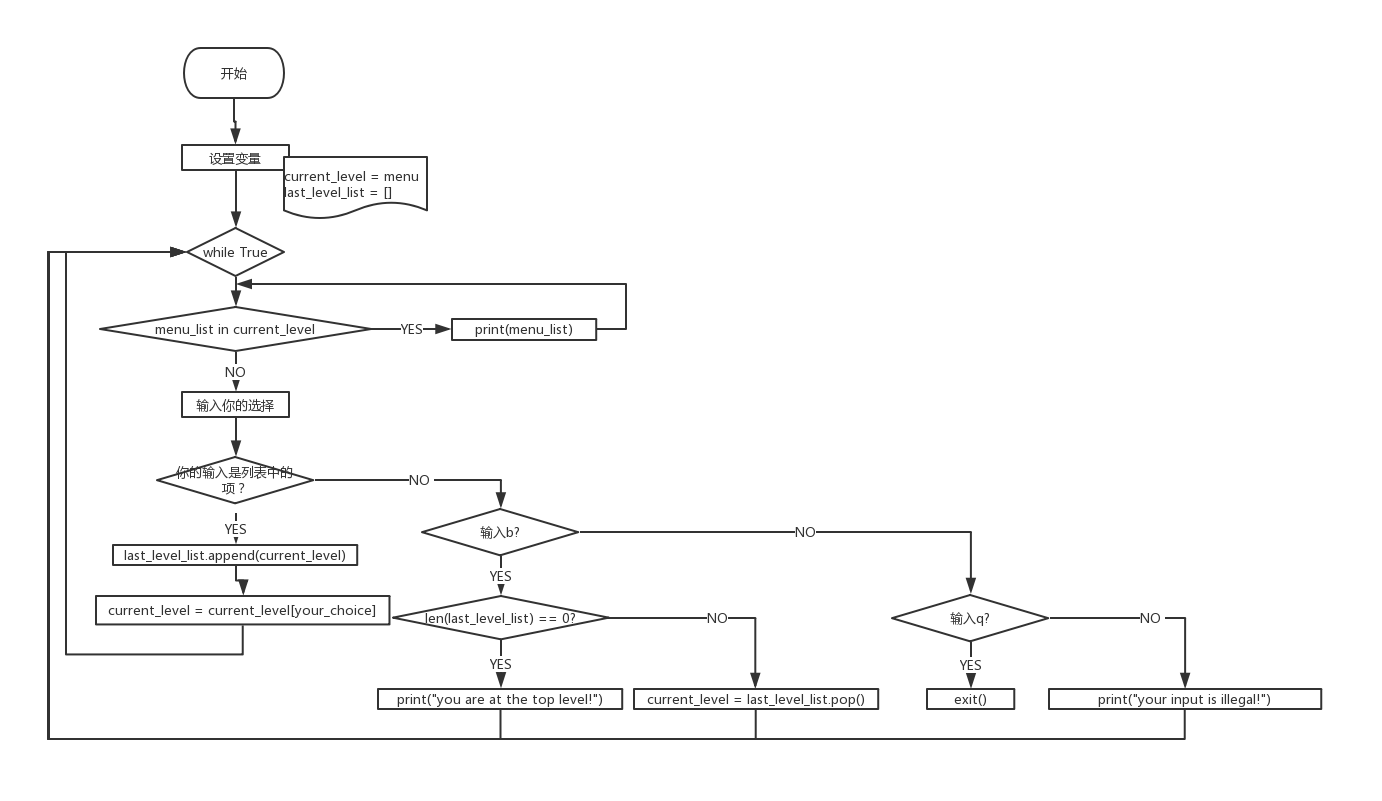 开始
设置变量
current_level = menu
last_level_list = []
while True
menu_list in current_level
YES
print(menu_list)
NO
输入你的选择
你的输入是列表中的
项？
NO
YES
输入b?
NO
last_level_list.append(current_level)
YES
current_level = current_level[your_choice]
len(last_level_list) == 0?
NO
输入q?
NO
YES
YES
print("you are at the top level!")
current_level = last_level_list.pop()
exit()
print("your input is illegal!")